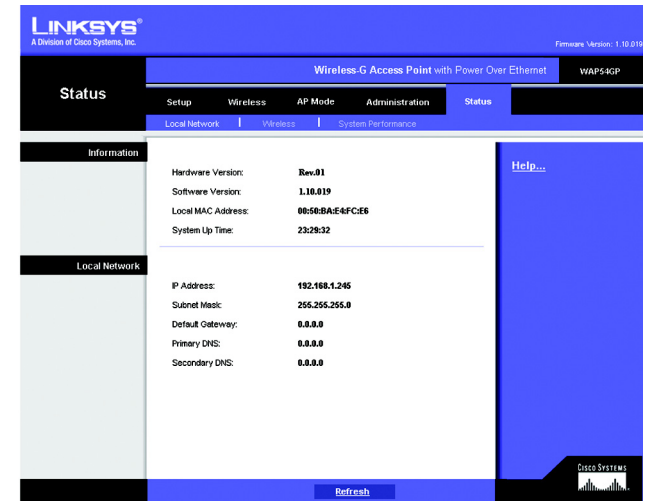 LINKSYS®
A Division of Cisco Systems, Inc.
Firmware Version: 1.10.019
Wireless-G Access Point with Power Over Ethernet WAP54GP
Status
Setup Wireless AP Mode Administration Status
Local Network Wireless System Performance
Information
Help...
Hardware Version: Rev.01
Software Version: 1.10.019
Local MAC Address: 00:50:BA:E4:FC:E6
System Up Time: 23:29:32
Local Network
IP Address: 192.168.1.245
Subnet Mask: 255.255.255.0
Default Gateway: 0.0.0.0
Primary DNS: 0.0.0.0
Secondary DNS: 0.0.0.0
CISCO SYSTEMS
Refresh